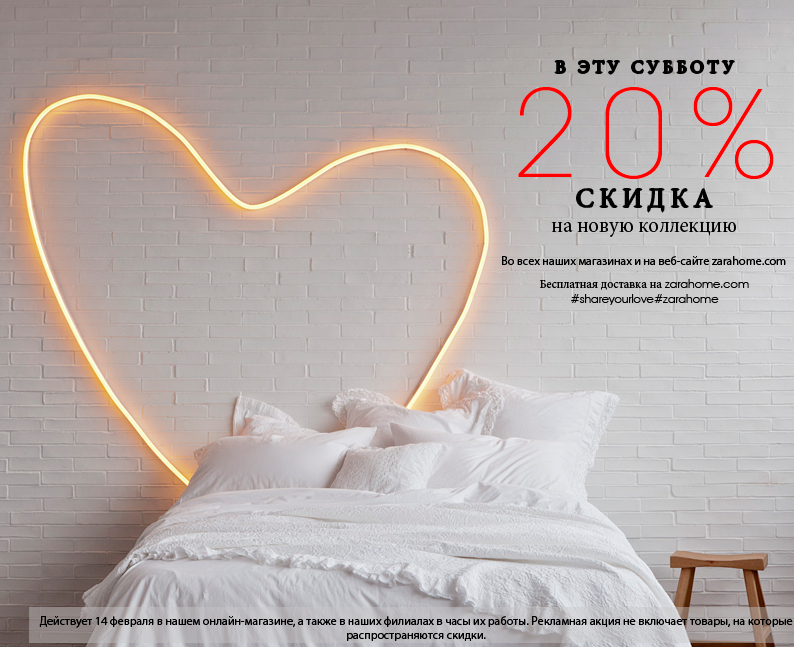 В ЭТУ СУББОТУ
20%
СКИДКА
на новую коллекцию
Во всех наших магазинах и на веб-сайте zarahome.com
Бесплатная доставка на zarahome.com
#shareyourlove#zarahome
Действует 14 февраля в нашем онлайн-магазине, а также в наших филиалах в часы их работы. Рекламная акция не включает товары, на которые
распространяются скидки.